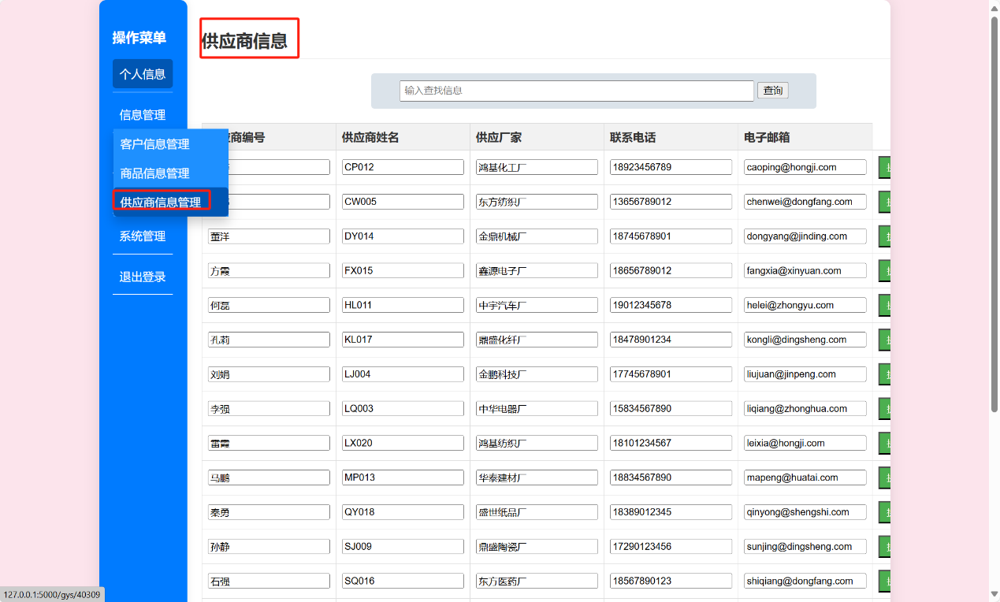 操作菜单
个人信息
信息管理
客户信息管理
商品信息管理
供应商信息管理
系统管理
退出登录
供应商信息
输入查找信息 查询
商编号 供应商姓名 供应厂家 联系电话 电子邮箱
CP012 鸿基化工厂 18923456789 caoping@hongji.com
CW005 东方纺织厂 13656789012 chenwei@dongfang.com
董洋 DY014 金鼎机械厂 18745678901 dongyang@jinding.com
方霞 FX015 鑫源电子厂 18656789012 fangxia@xinyuan.com
何磊 HL011 中宇汽车厂 19012345678 helei@zhongyu.com
孔莉 KL017 鼎盛化纤厂 18478901234 kongli@dingsheng.com
刘娟 LJ004 金鹏科技厂 17745678901 liujuan@jinpeng.com
李强 LQ003 中华电器厂 15834567890 liqiang@zhonghua.com
雷霞 LX020 鸿基纺织厂 18101234567 leixia@hongji.com
马鹏 MP013 华泰建材厂 18834567890 mapeng@huatai.com
秦勇 QY018 盛世纸品厂 18389012345 qinyong@shengshi.com
孙静 SJ009 鼎盛陶瓷厂 17290123456 sunjing@dingsheng.com
石强 SQ016 东方医药厂 18567890123 shiqiang@dongfang.com
127.0.0.1:5000/gys/40309